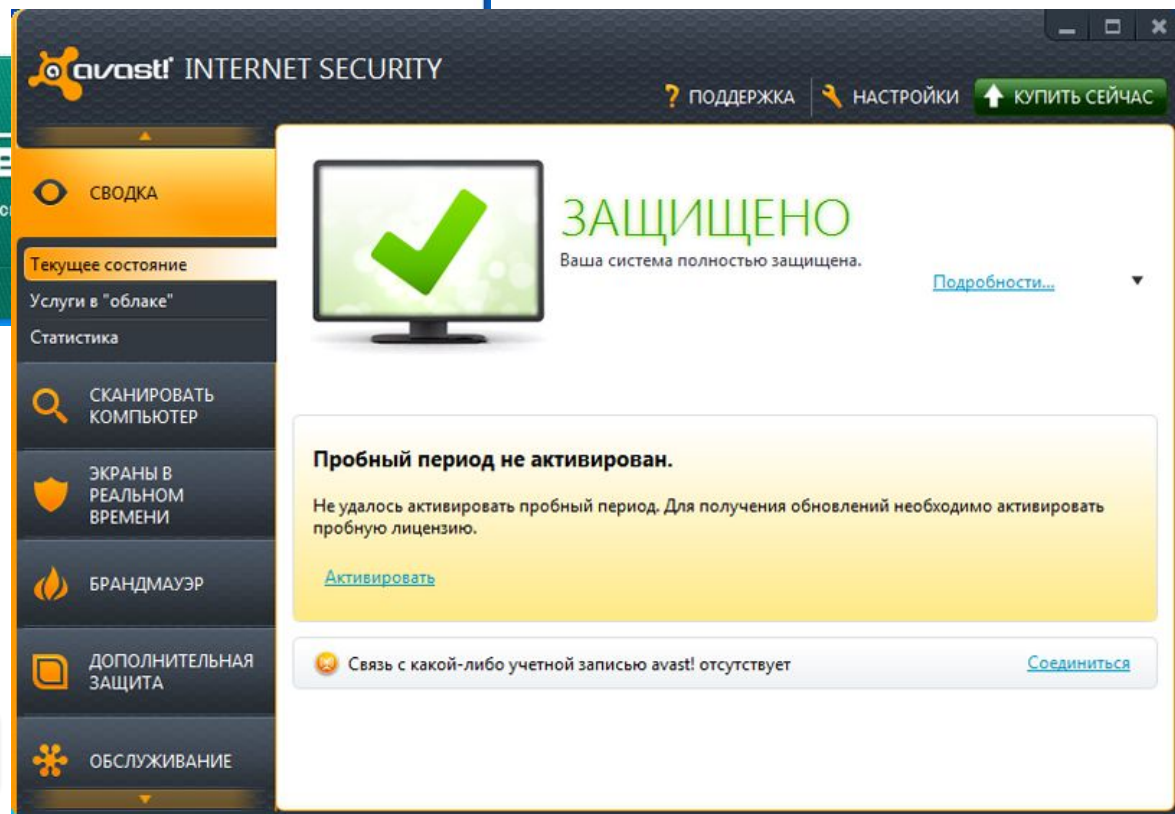 avast! INTERNET SECURITY
ПОДДЕРЖКА
НАСТРОЙКИ
КУПИТЬ СЕЙЧАС
СВОДКА
Текущее состояние
Услуги в "облаке"
Статистика
СКАНИРОВАТЬ
КОМПЬЮТЕР
ЭКРАНЫ В
РЕАЛЬНОМ
ВРЕМЕНИ
БРАНДМАУЭР
ДОПОЛНИТЕЛЬНАЯ
ЗАЩИТА
ОБСЛУЖИВАНИЕ
ЗАЩИЩЕНО
Ваша система полностью защищена.
Подробности...
Пробный период не активирован.
Не удалось активировать пробный период. Для получения обновлений необходимо активировать
пробную лицензию.
Активировать
Связь с какой-либо учетной записью avast! отсутствует
Соединиться